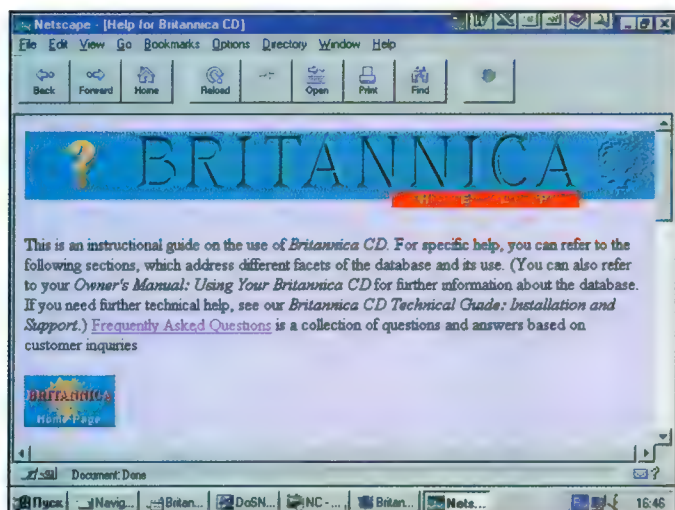 Netscape - [Help for Britannica CD]
File Edit View Go Bookmarks Options Directory Window Help
Back Forward Home Reload Open Print Find
BRITANNICA
HELP
This is an instructional guide on the use of Britannica CD. For specific help, you can refer to the
following sections, which address different facets of the database and its use. (You can also refer
to your Owner's Manual: Using Your Britannica CD for further information about the database.
If you need further technical help, see our Britannica CD Technical Guide: Installation and
Support.) Frequently Asked Questions is a collection of questions and answers based on
customer inquiries
BRITANNICA
Home Page
Document: Done
Пуск Navig... Britan... DoSN... NC - ... Britan... Nets... 16:46